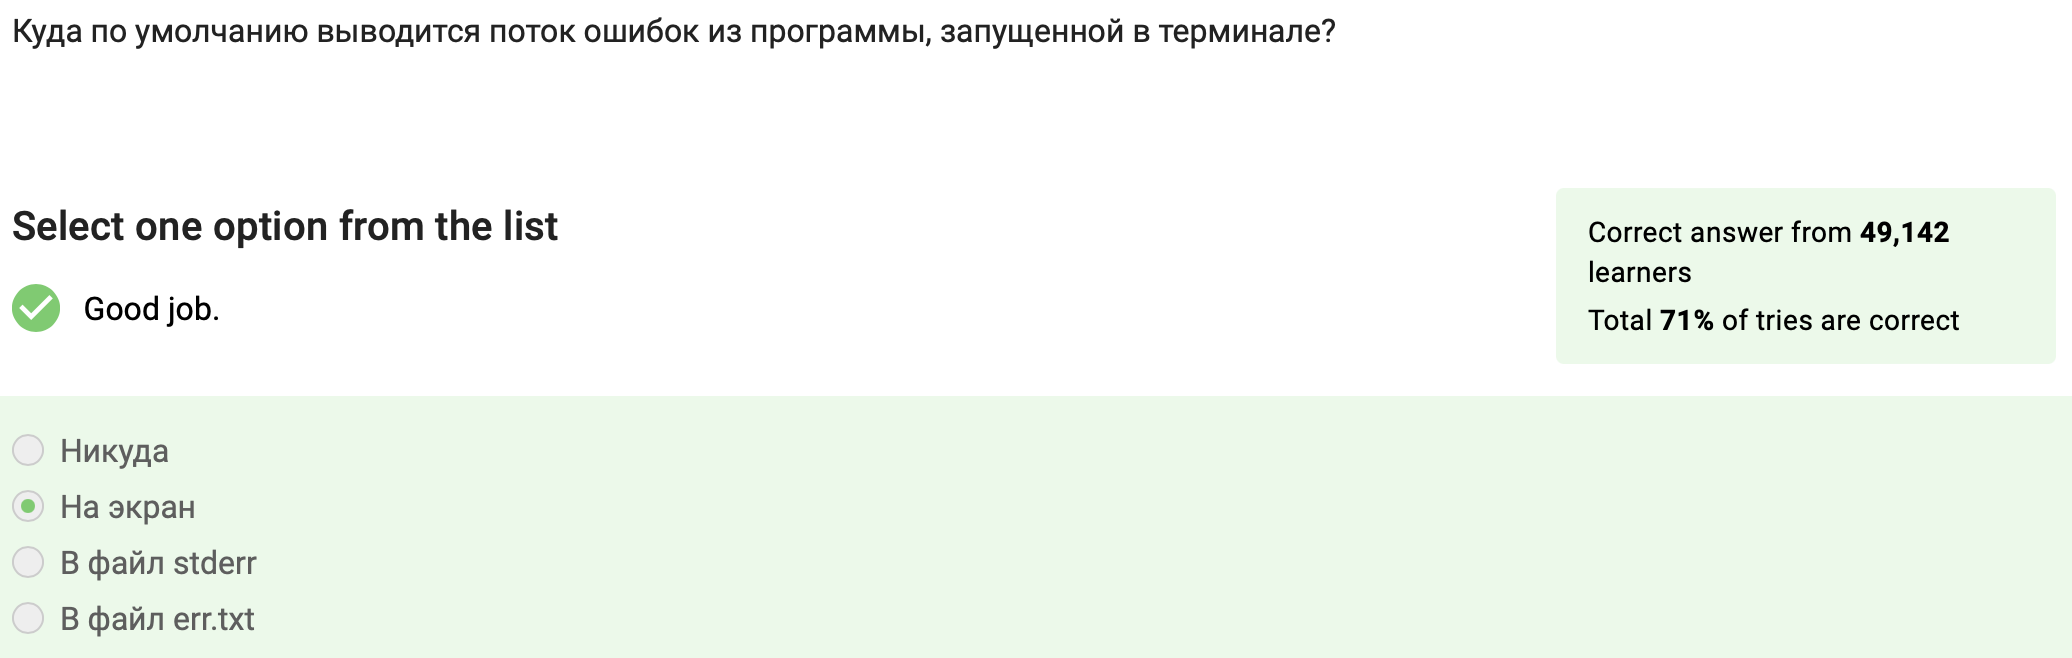 Куда по умолчанию выводится поток ошибок из программы, запущенной в терминале?
Select one option from the list
Good job.
Correct answer from 49,142
learners
Total 71% of tries are correct
Никуда
На экран
В файл stderr
В файл err.txt